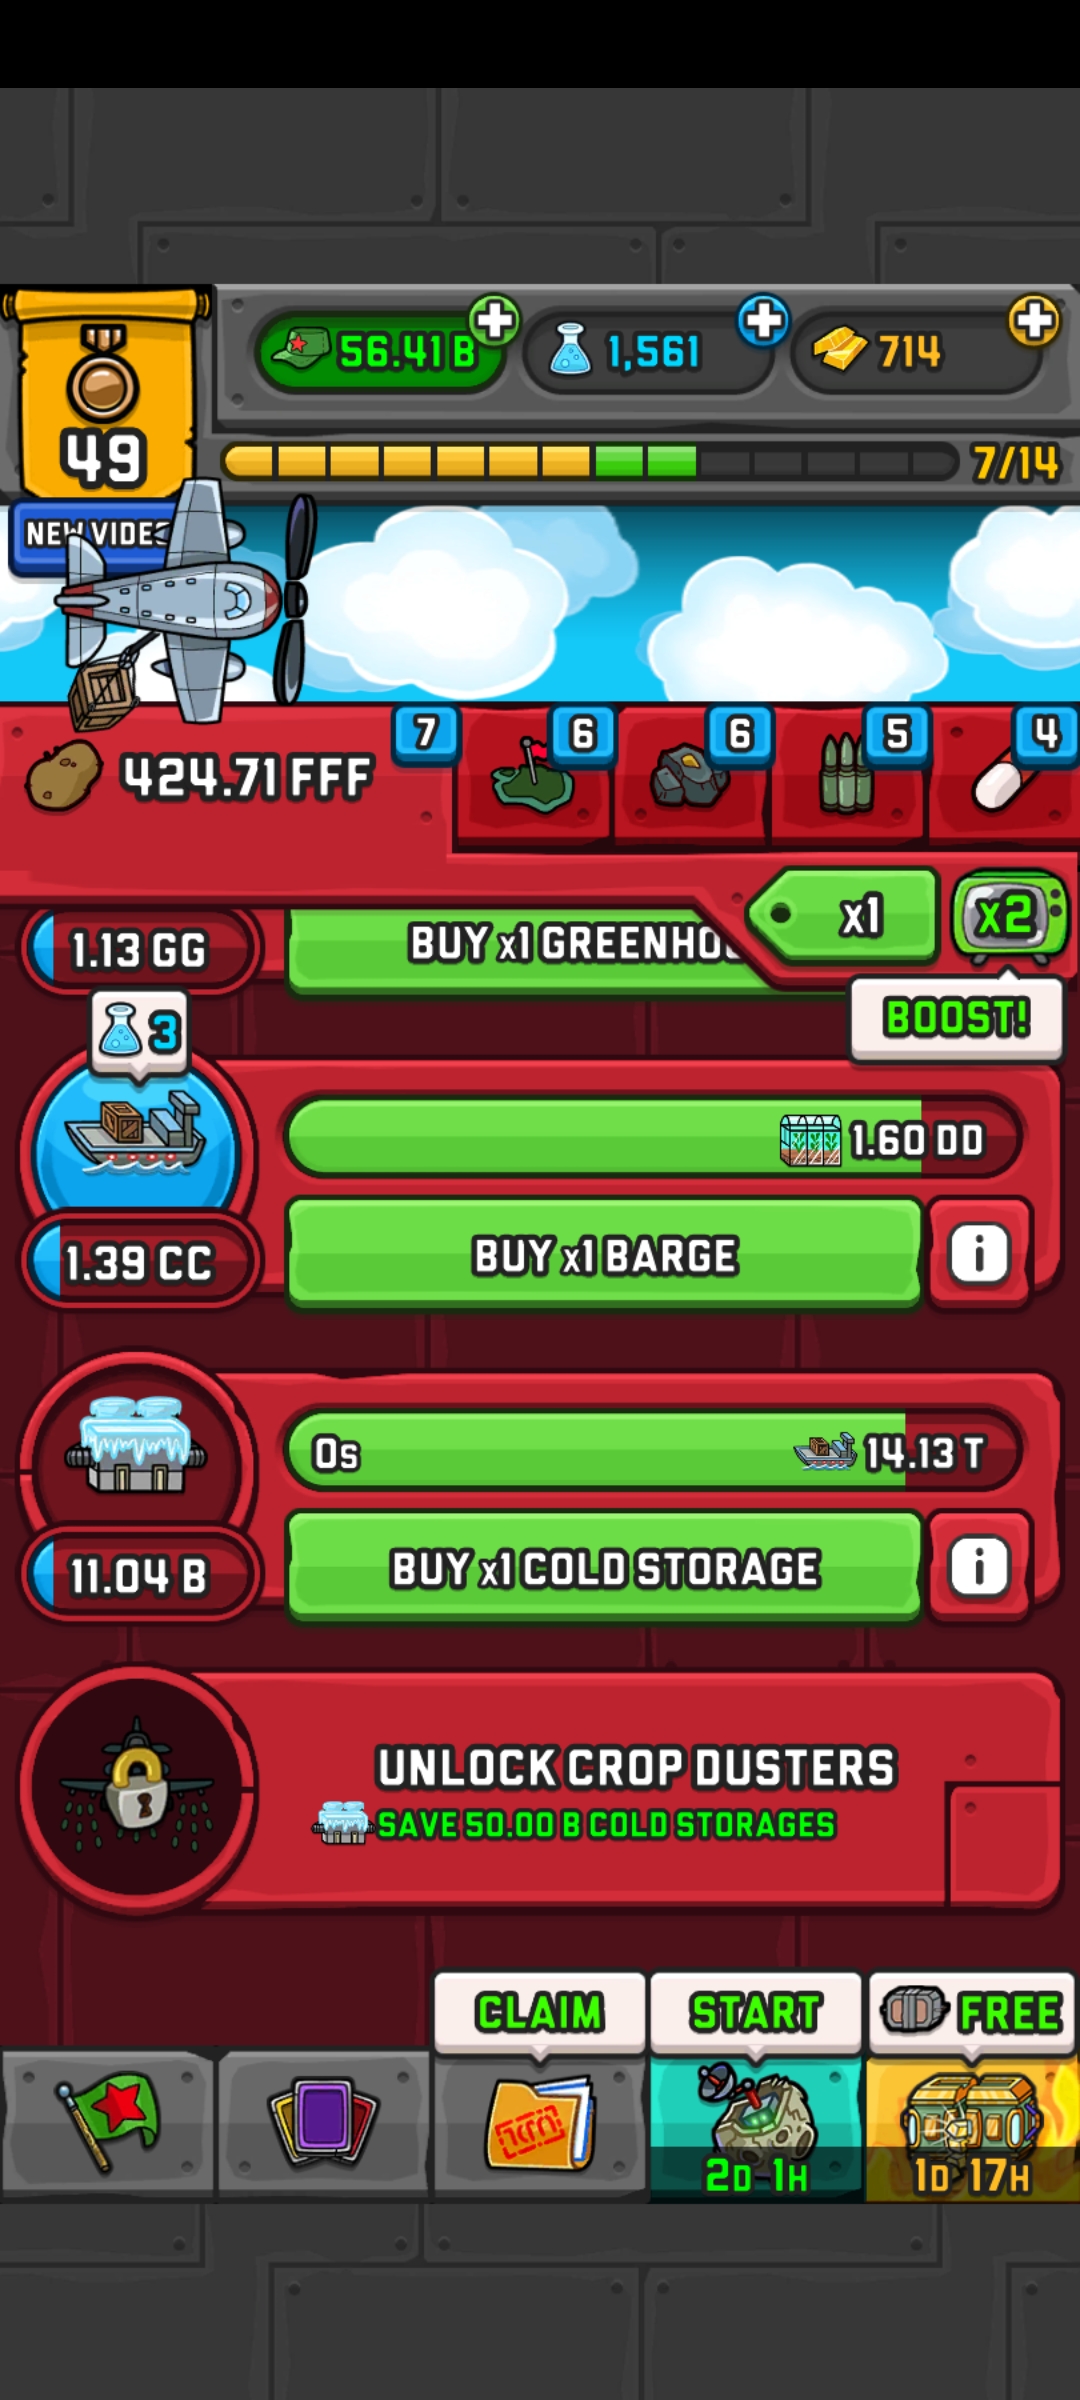 56.41 B
1,561
714
49
7/14
NEW VIDEO
424.71 FFF
7
6
6
5
4
x1
x2
1.13 GG
BUY x1
BOOST!
3
1.60 DD
1.39 CC
BUY x1 BARGE
i
0s
14.13 T
11.04 B
BUY x1 COLD STORAGE
i
UNLOCK CROP DUSTERS
SAVE 50.00 B COLD STORAGES
CLAIM
START
FREE
2D 1H
1D 17H